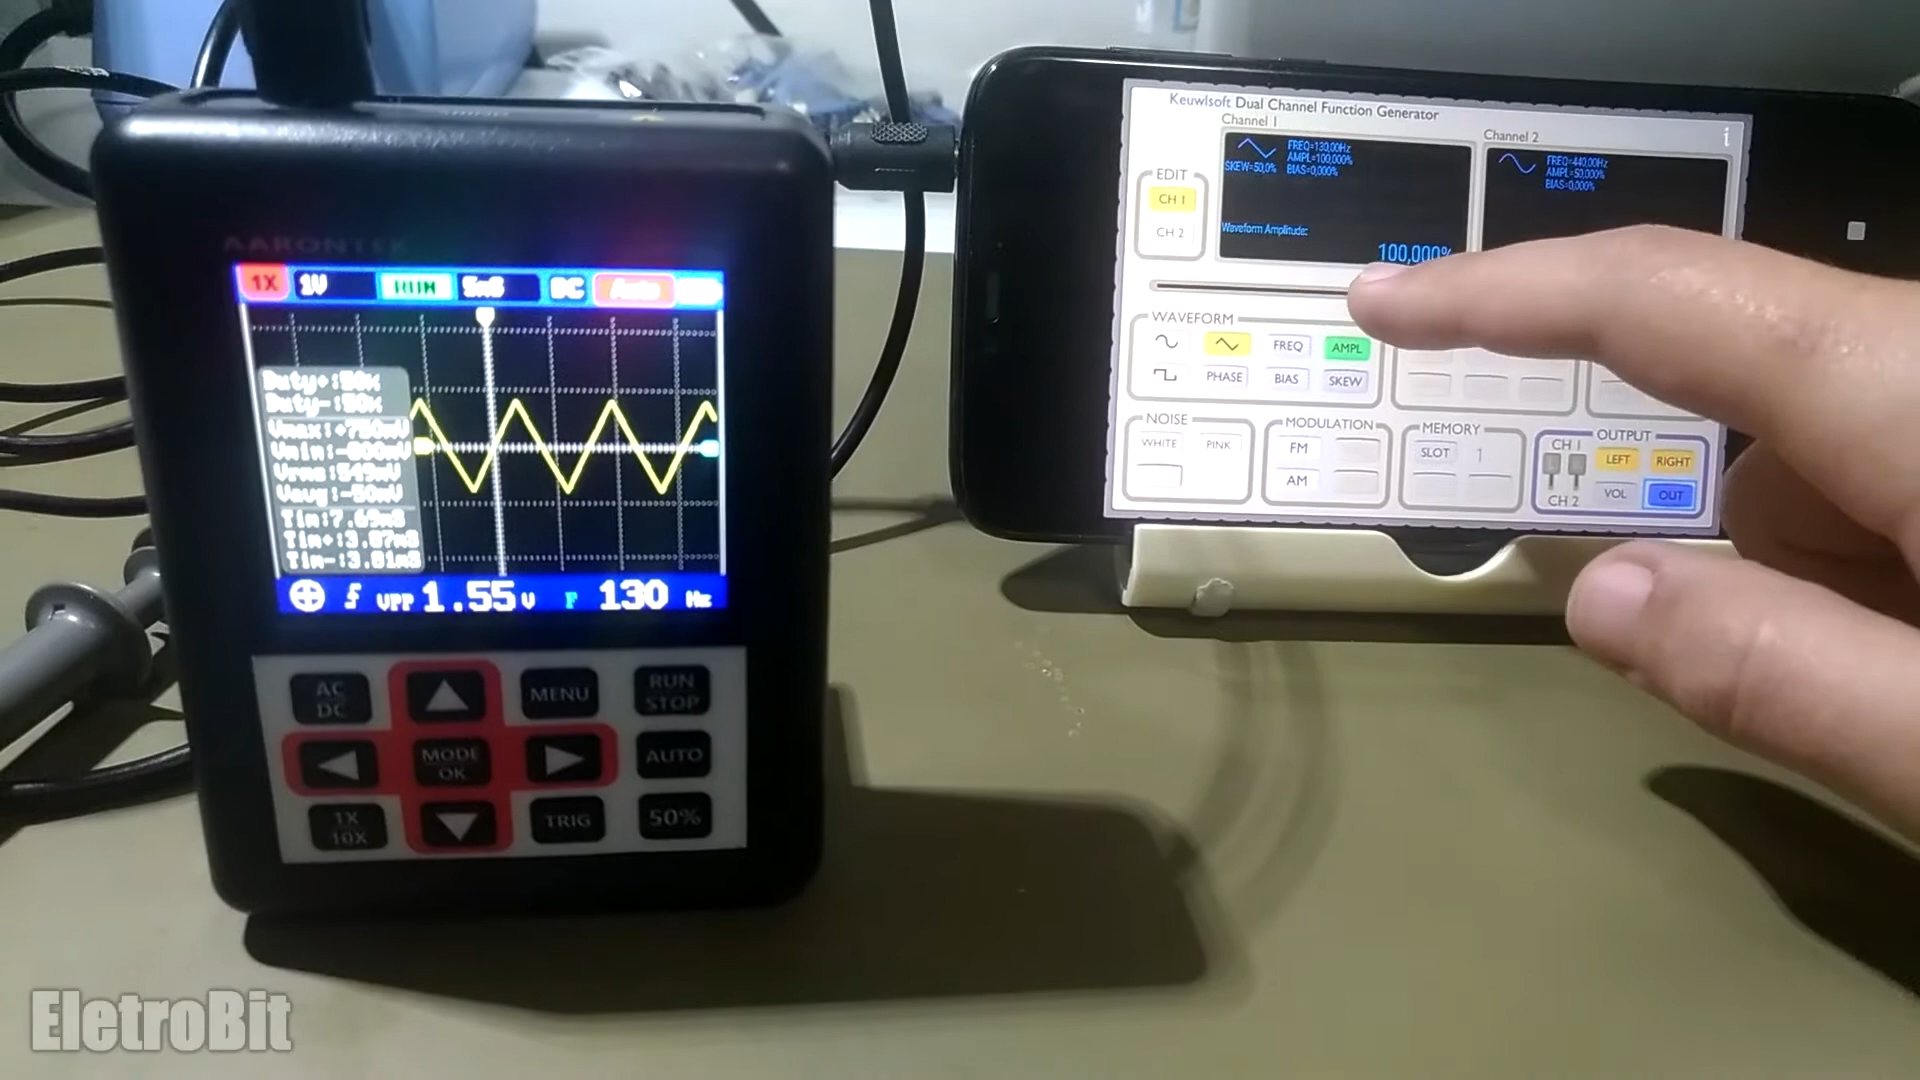 AARONTEK
1X 1V RUN 5mS DC Auto
Duty+:50%
Duty-:50%
Vmax:+750mV
Vmin:-800mV
Vrms:549mV
Vavg:-50mV
Tim:7.69mS
Tim+:3.87mS
Tim-:3.81mS
VPP 1.55V F 130 Hz
AC
DC
MENU
RUN
STOP
MODE
OK
AUTO
1X
10X
TRIG
50%
Keuwlsoft Dual Channel Function Generator
Channel 1
Channel 2
i
EDIT
CH 1
CH 2
FREQ=130,00Hz
AMPL=100,000%
SKEW=50,0% BIAS=0,000%
Waveform Amplitude:
100,000%
FREQ=440,00Hz
AMPL=50,000%
BIAS=0,000%
WAVEFORM
FREQ AMPL
PHASE BIAS SKEW
NOISE
WHITE PINK
MODULATION
FM
AM
MEMORY
SLOT 1
OUTPUT
CH 1
CH 2
LEFT RIGHT
VOL OUT
EletroBit